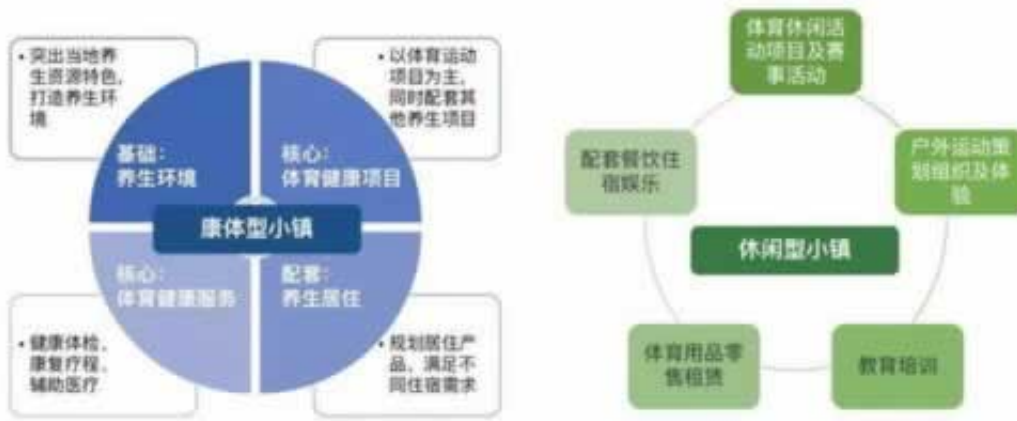 • 突出当地养
生资源特色，
打造养生环
境
• 以体育运动
项目为主，
同时配套其
他养生项目
基础：
养生环境
核心：
体育健康项目
康体型小镇
核心：
体育健康服务
配套：
养生居住
• 健康体检、
康复疗程、
辅助医疗
• 规划居住产
品，满足不
同住宿需求
体育休闲活
动项目及赛
事活动
配套餐饮住
宿娱乐
户外运动策
划组织及体
验
休闲型小镇
体育用品零
售租赁
教育培训